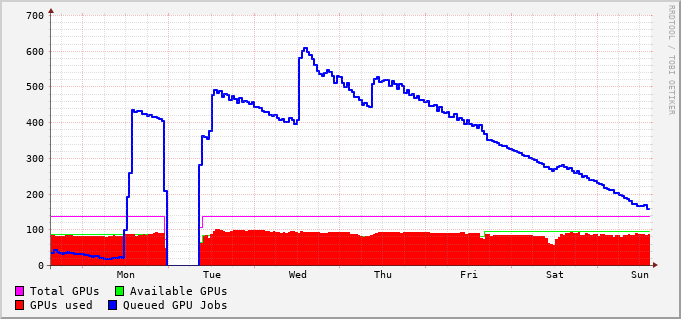 700
600
500
400
300
200
100
0
Mon Tue Wed Thu Fri Sat Sun
Total GPUs Available GPUs
GPUs used Queued GPU Jobs
RRDTOOL / TOBI OETIKER